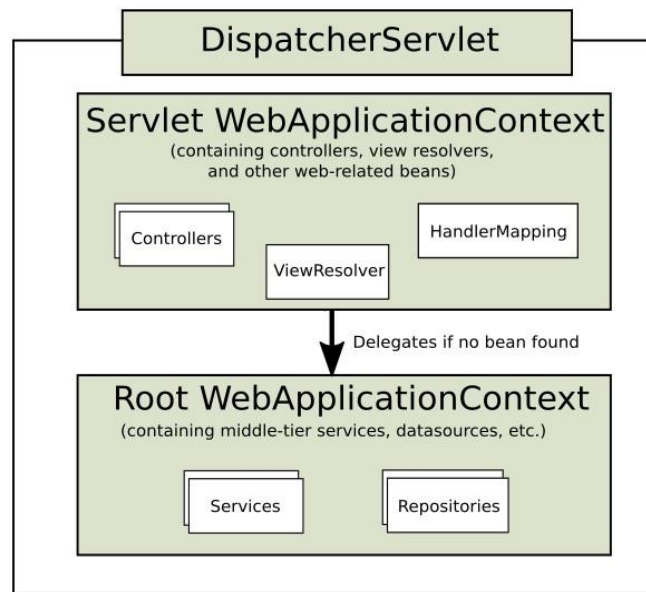 DispatcherServlet
Servlet WebApplicationContext
(containing controllers, view resolvers,
and other web-related beans)
Controllers
HandlerMapping
ViewResolver
Delegates if no bean found
Root WebApplicationContext
(containing middle-tier services, datasources, etc.)
Services
Repositories